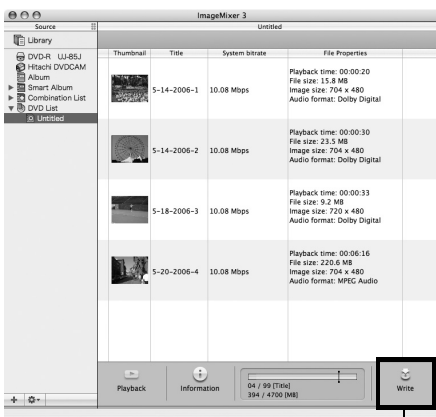 ImageMixer 3
Source
Untitled
Library
DVD-R UJ-85J
Hitachi DVDCAM
Album
Smart Album
Combination List
DVD List
Untitled
Thumbnail Title System bitrate File Properties
5-14-2006-1 10.08 Mbps
Playback time: 00:00:20
File size: 15.8 MB
Image size: 704 x 480
Audio format: Dolby Digital
5-14-2006-2 10.08 Mbps
Playback time: 00:00:30
File size: 23.5 MB
Image size: 704 x 480
Audio format: Dolby Digital
5-18-2006-3 10.08 Mbps
Playback time: 00:00:33
File size: 9.2 MB
Image size: 720 x 480
Audio format: Dolby Digital
5-20-2006-4 10.08 Mbps
Playback time: 00:06:16
File size: 220.6 MB
Image size: 704 x 480
Audio format: MPEG Audio
Playback
Information
04 / 99 [Title]
394 / 4700 [MB]
Write